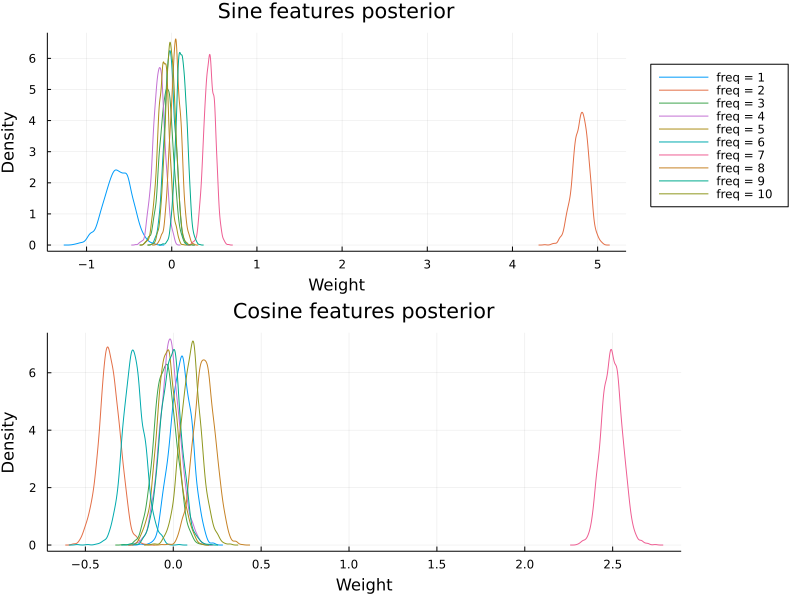 Sine features posterior
Density
6
5
4
3
2
1
0
−1 0 1 2 3 4 5
Weight
freq = 1
freq = 2
freq = 3
freq = 4
freq = 5
freq = 6
freq = 7
freq = 8
freq = 9
freq = 10
Cosine features posterior
Density
6
4
2
0
−0.5 0.0 0.5 1.0 1.5 2.0 2.5
Weight